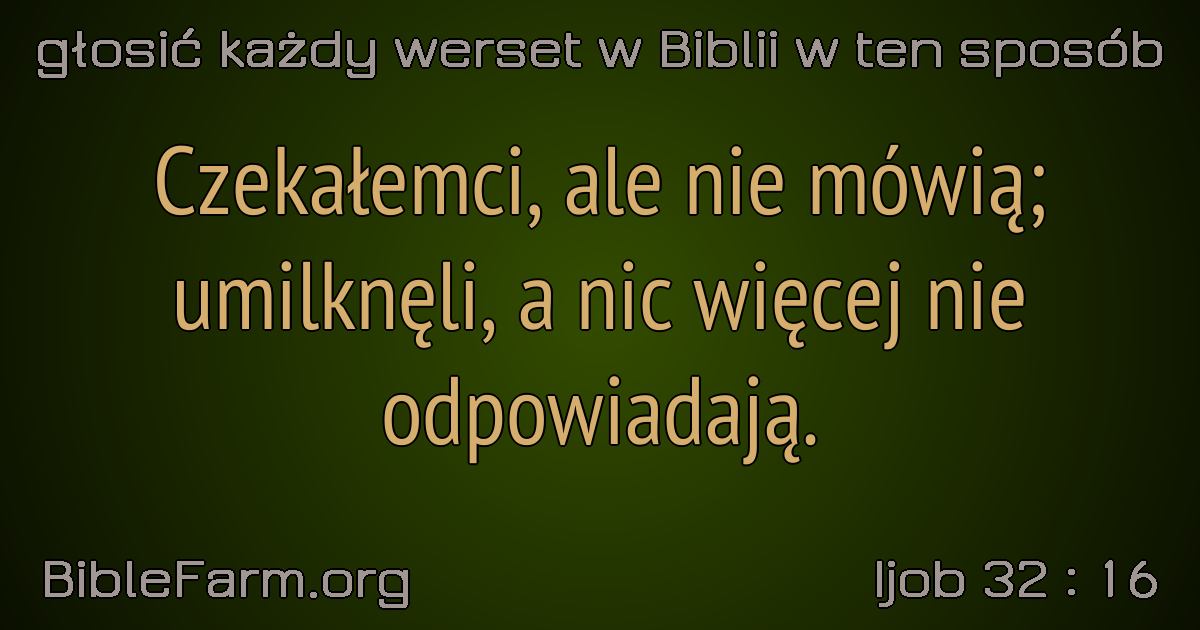 głosić każdy werset w Biblii w ten sposób
Czekałemci, ale nie mówią;
umilknęli, a nic więcej nie
odpowiadają.
BibleFarm.org
Ijob 32 : 16